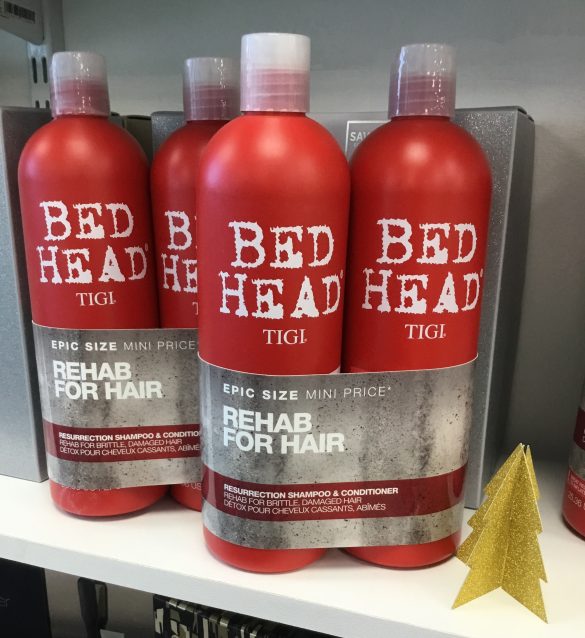 SA
BED
HEAD
TIGI
EPIC SIZE MINI PRICE
REHAB
FOR HAIR
RESURRECTION SHAMPOO & CONDITIONER
REHAB FOR BRITTLE, DAMAGED HAIR
DÉTOX POUR CHEVEUX CASSANTS, ABÎMÉS
B
HE
BED
HEAD®
TIGI®
EPIC SIZE MINI PRICE*
REHAB
FOR HAIR
RESURRECTION SHAMPOO & CONDITIONER
REHAB FOR BRITTLE, DAMAGED HAIR
DÉTOX POUR CHEVEUX CASSANTS, ABÎMÉS
BED
HEAD®
TIGI®